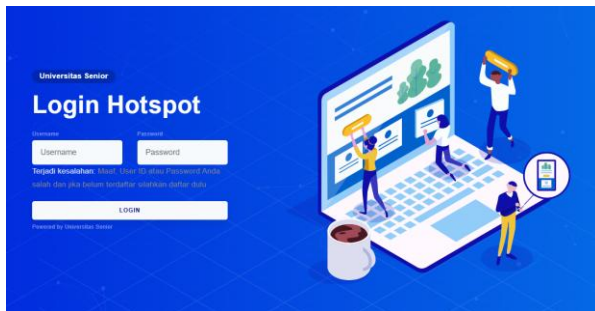 Universitas Senior
Login Hotspot
Username Password
Username Password
Terjadi kesalahan: Maaf, User ID atau Password Anda
salah dan jika belum terdaftar silahkan daftar dulu
LOGIN
Powered by Universitas Senior